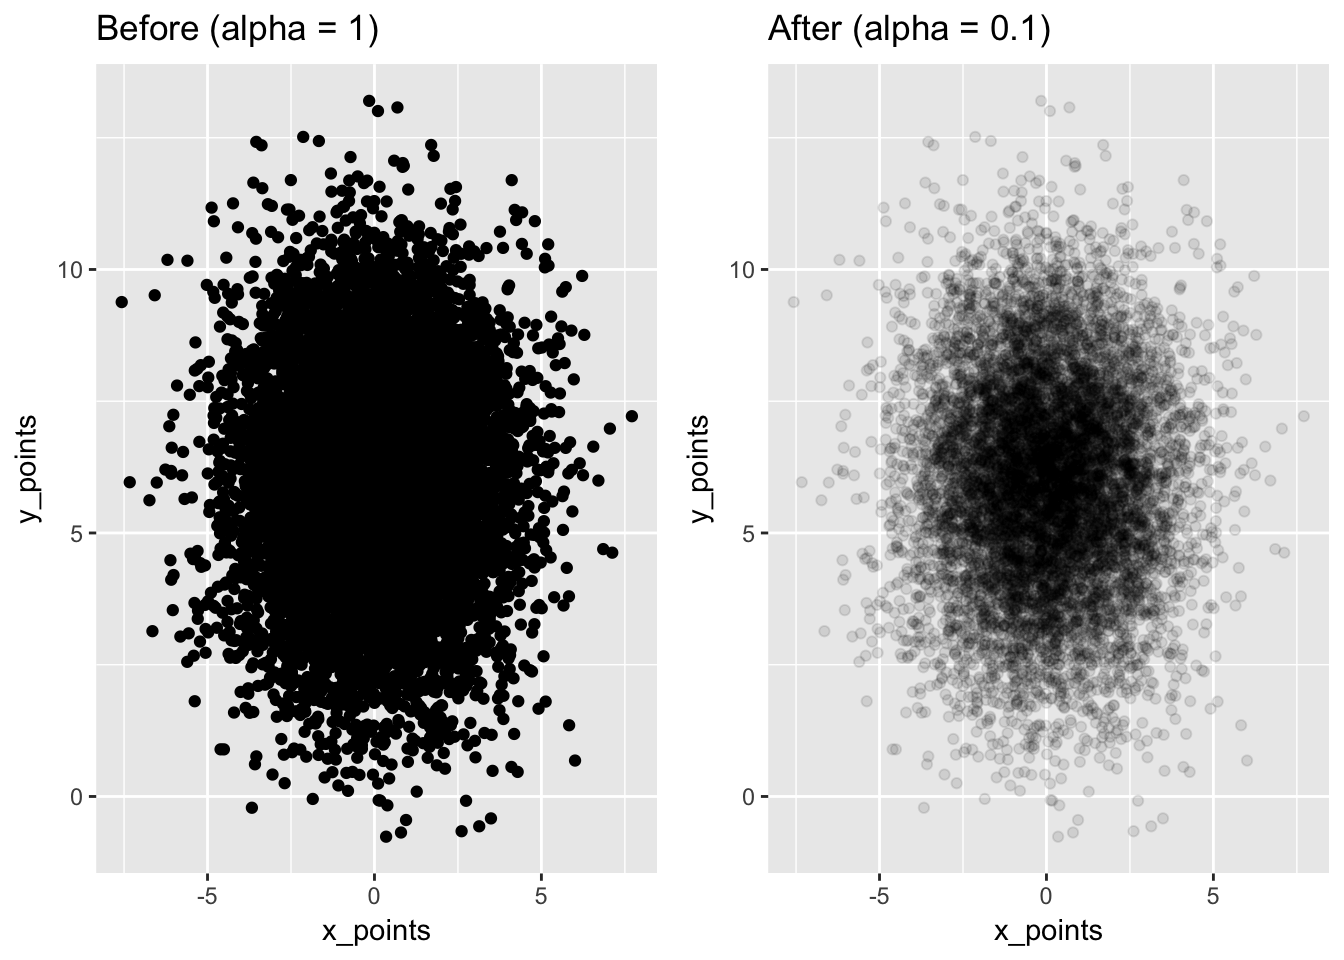 Before (alpha = 1)
y_points
10
5
0
-5 0 5
x_points
After (alpha = 0.1)
y_points
10
5
0
-5 0 5
x_points